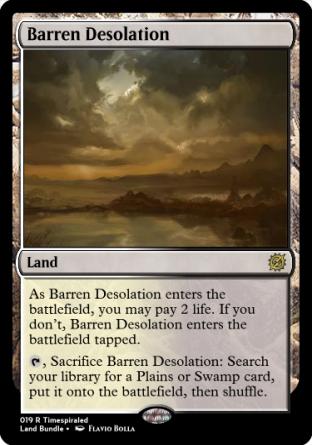 Barren Desolation
Land
As Barren Desolation enters the
battlefield, you may pay 2 life. If you
don't, Barren Desolation enters the
battlefield tapped.
, Sacrifice Barren Desolation: Search
your library for a Plains or Swamp card,
put it onto the battlefield, then shuffle.
019 R Timespiraled
Land Bundle • Flavio Bolla